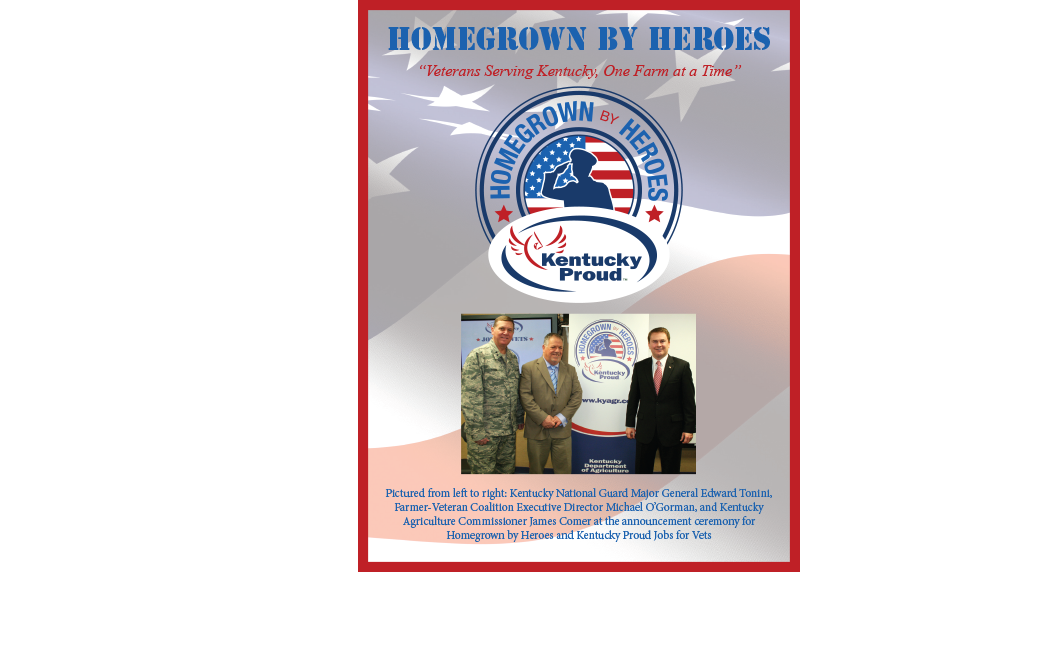 HOMEGROWN BY HEROES
“Veterans Serving Kentucky, One Farm at a Time”
HOMEGROWN BY HEROES
Kentucky
Proud™
HOMEGROWN BY HEROES
Kentucky
Proud
www.kyagr.co
Kentucky
Department
of Agriculture
Pictured from left to right: Kentucky National Guard Major General Edward Tonini,
Farmer-Veteran Coalition Executive Director Michael O’Gorman, and Kentucky
Agriculture Commissioner James Comer at the announcement ceremony for
Homegrown by Heroes and Kentucky Proud Jobs for Vets